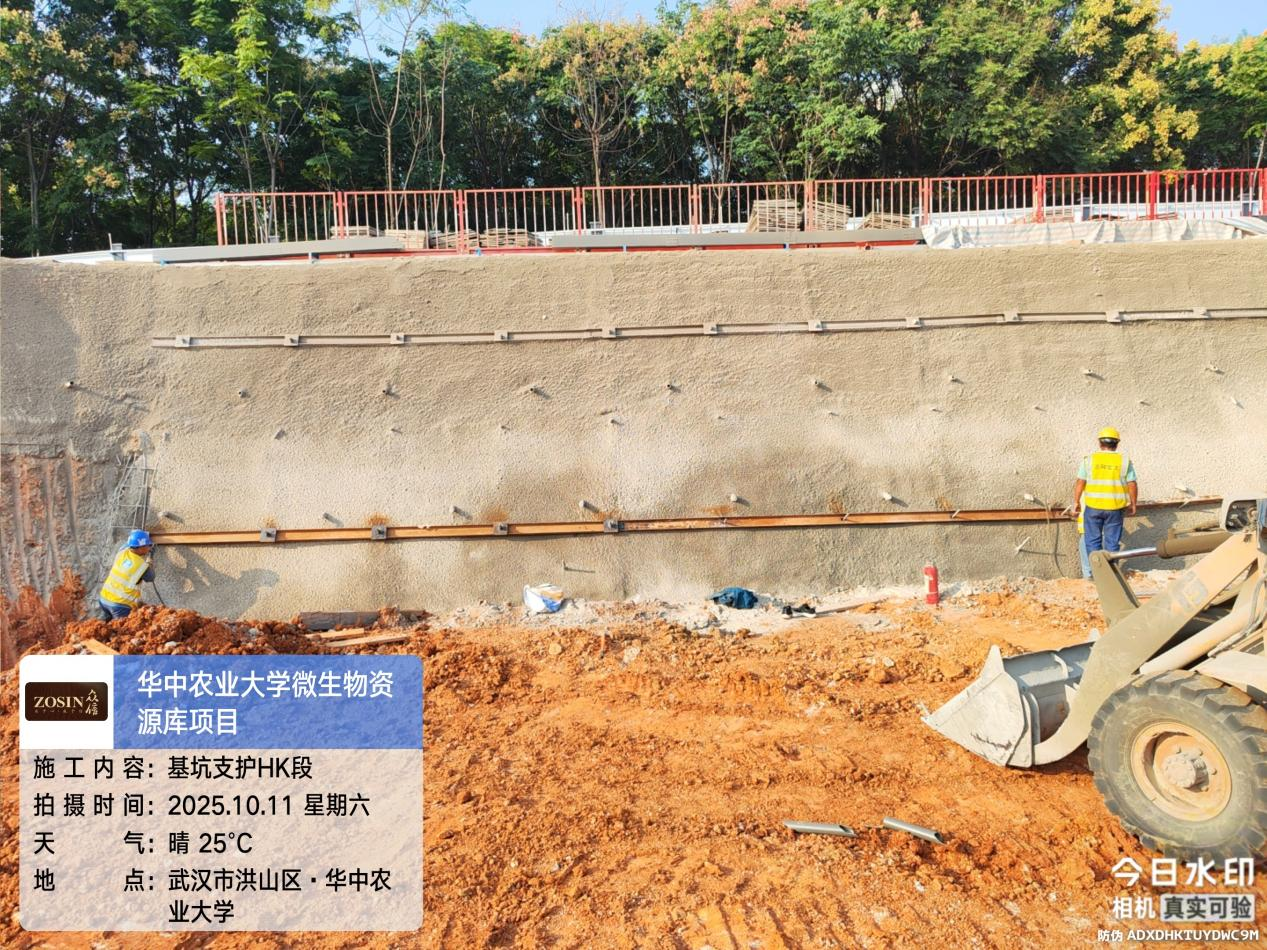 ZOSIN 众信
华中农业大学微生物资
源库项目
施工内容：基坑支护HK段
拍摄时间：2025.10.11 星期六
天气：晴 25℃
地点：武汉市洪山区·华中农
业大学
今日水印
相机 真实可验
防伪 ADXDHKTUYDWC9M